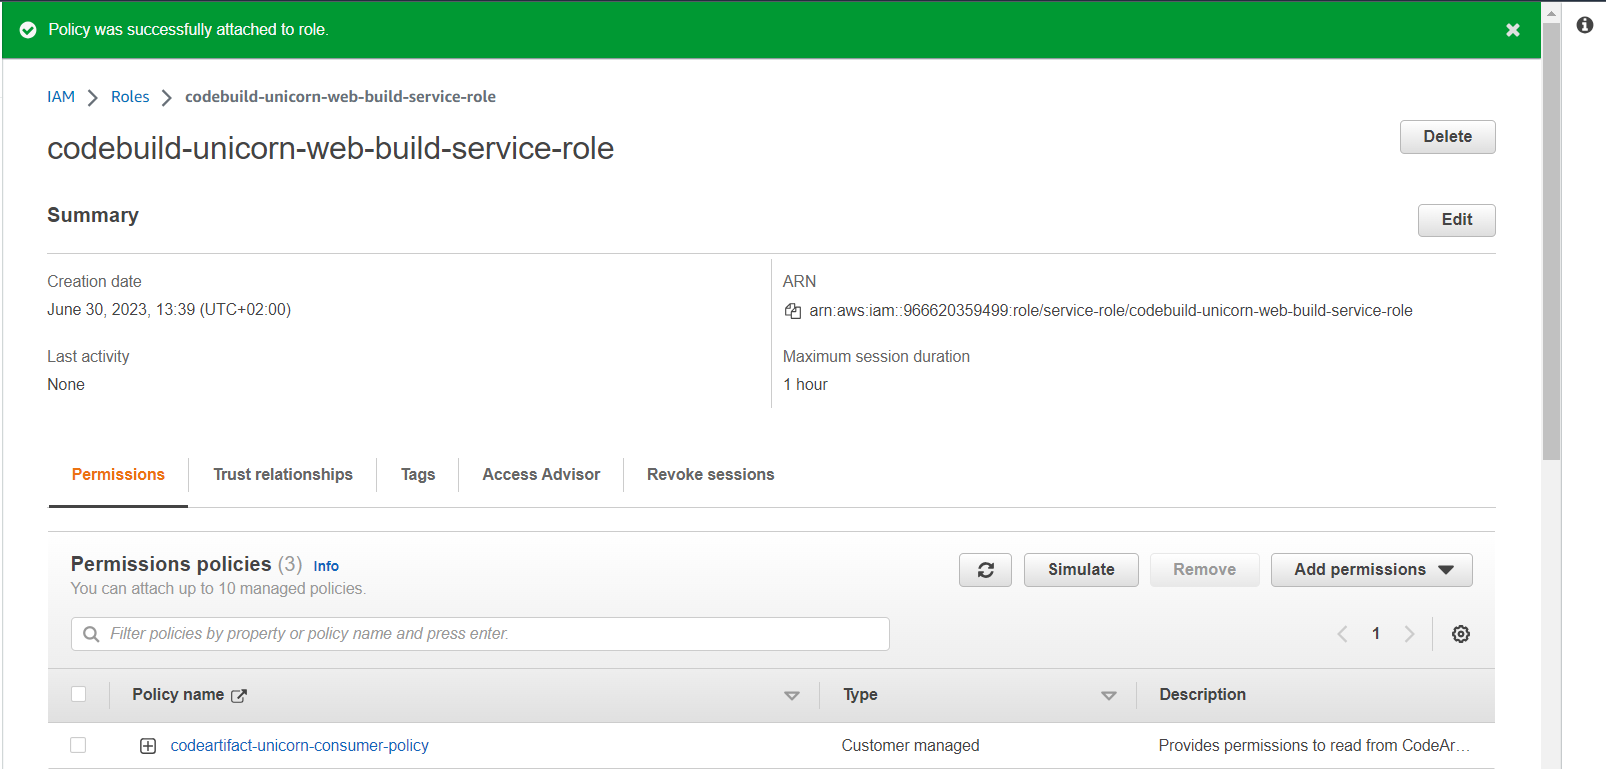 Policy was successfully attached to role.
IAM > Roles > codebuild-unicorn-web-build-service-role
codebuild-unicorn-web-build-service-role
Delete
Summary
Edit
Creation date
June 30, 2023, 13:39 (UTC+02:00)
ARN
arn:aws:iam::966620359499:role/service-role/codebuild-unicorn-web-build-service-role
Last activity
None
Maximum session duration
1 hour
Permissions Trust relationships Tags Access Advisor Revoke sessions
Permissions policies (3) Info
You can attach up to 10 managed policies.
Simulate Remove Add permissions
Filter policies by property or policy name and press enter.
1
Policy name Type Description
codeartifact-unicorn-consumer-policy Customer managed Provides permissions to read from CodeAr…